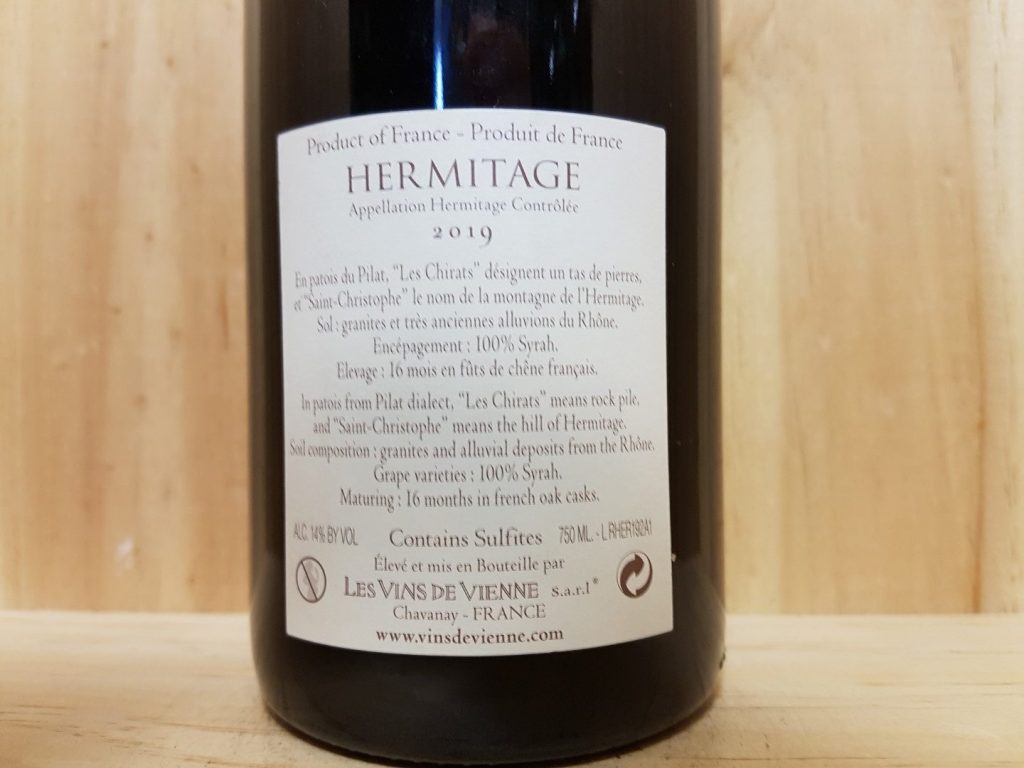 Product of France - Produit de France
HERMITAGE
Appellation Hermitage Contrôlée
2019
En patois du Pilat, "Les Chirats" désignent un tas de pierres,
et "Saint-Christophe" le nom de la montagne de l'Hermitage.
Sol : granites et très anciennes alluvions du Rhône.
Encépagement : 100% Syrah.
Elevage : 16 mois en fûts de chêne français.
In patois from Pilat dialect, "Les Chirats" means rock pile.
and "Saint-Christophe" means the hill of Hermitage.
Soil composition : granites and alluvial deposits from the Rhône.
Grape varieties : 100% Syrah.
Maturing : 16 months in french oak casks.
ALC. 14% BY VOL Contains Sulfites 750 ML. - L RHER192A1
Élevé et mis en Bouteille par
LES VINS DE VIENNE s.a.r.l*
Chavanay - FRANCE
www.vinsdevienne.com